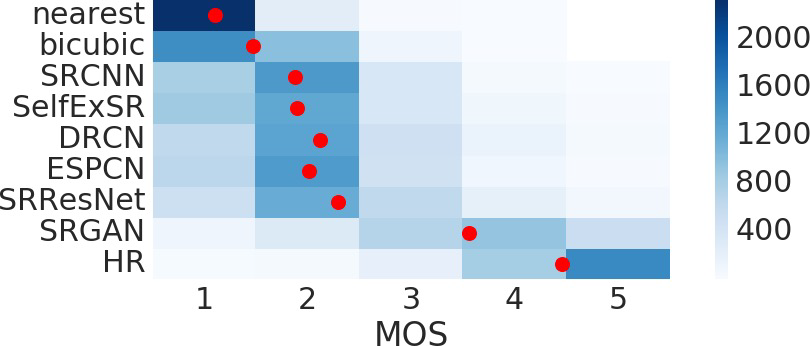 nearest
bicubic
SRCNN
SelfExSR
DRCN
ESPCN
SRResNet
SRGAN
HR
1 2 3 4 5
MOS
2000
1600
1200
800
400